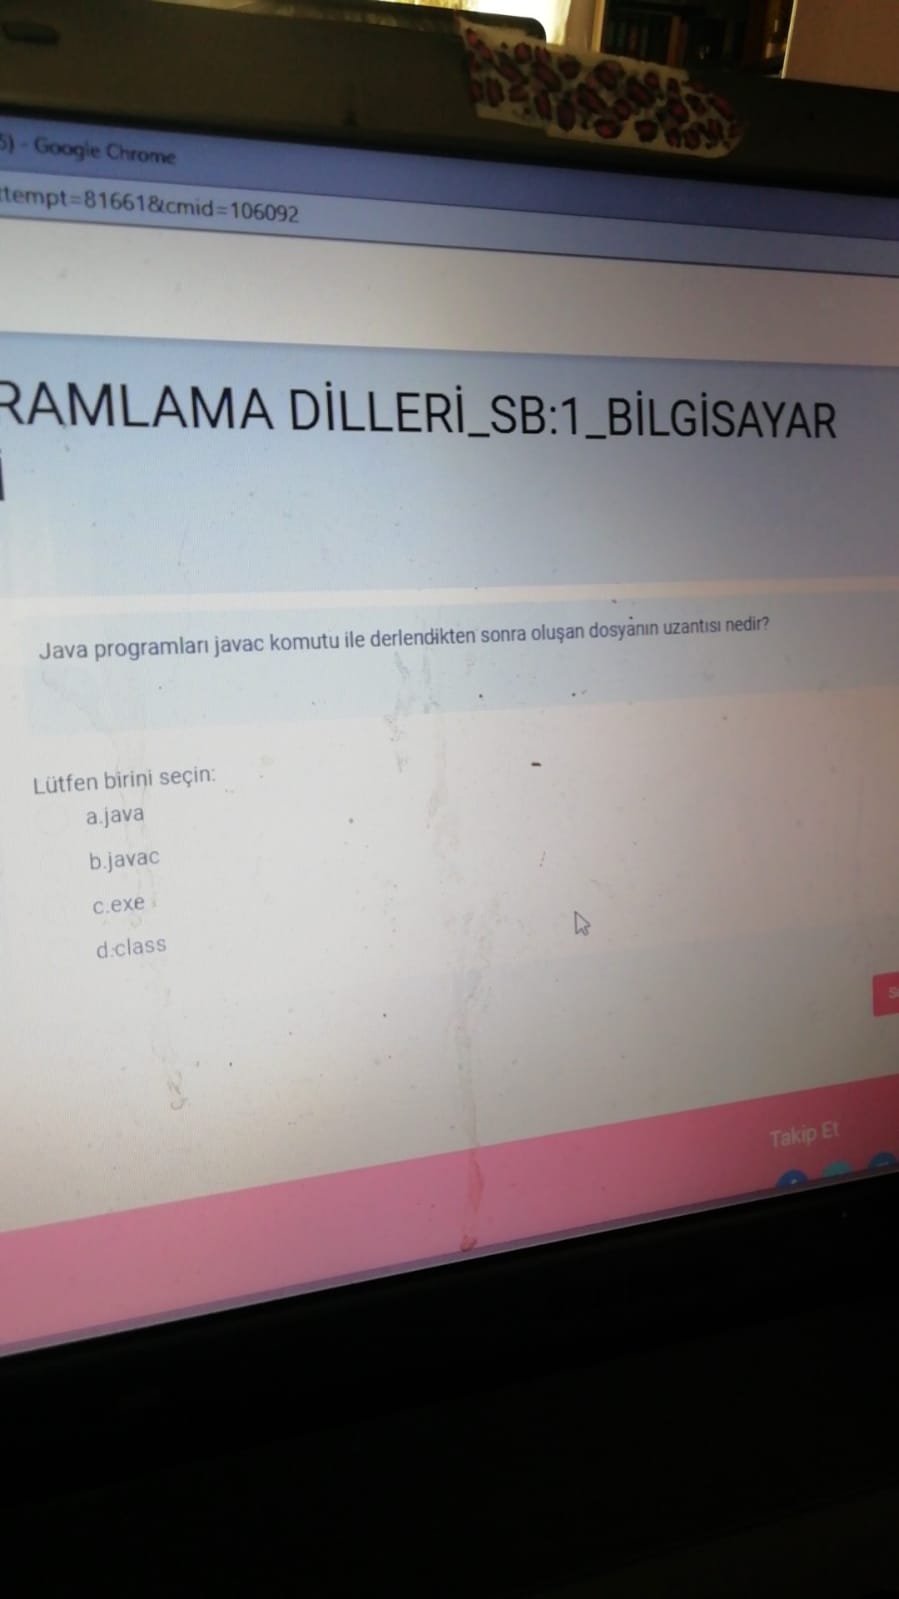 5) - Google Chrome
ttempt=81661&cmid=106092
RAMLAMA DİLLERİ_SB:1_BİLGİSAYAR
Java programları javac komutu ile derlendikten sonra oluşan dosyanın uzantısı nedir?
Lütfen birini seçin:
a.java
b.javac
c.exe
d.class
Takip Et